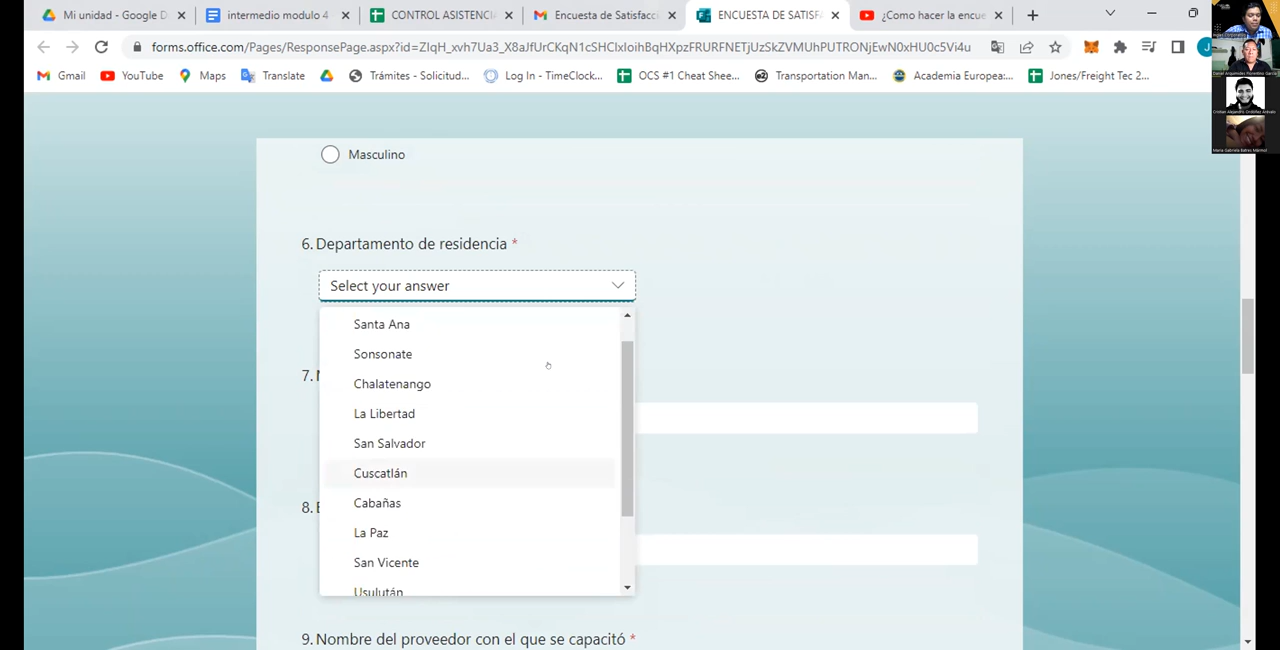 Mi unidad - Google D
intermedio modulo 4
CONTROL ASISTENCIA
Encuesta de Satisfacc
ENCUESTA DE SATISF
¿Como hacer la encue
forms.office.com/Pages/ResponsePage.aspx?id=
Gmail
YouTube
Maps
Translate
Trámites - Solicitud...
Log In - TimeClock...
OCS #1 Cheat Shee...
Transportation Man...
Academia Europea:...
Jones/Freight Tec 2...
Masculino
6. Departamento de residencia *
Select your answer
Santa Ana
Sonsonate
7.
Chalatenango
La Libertad
San Salvador
Cuscatlán
Cabañas
8.
La Paz
San Vicente
Usulután
9. Nombre del proveedor con el que se capacitó *